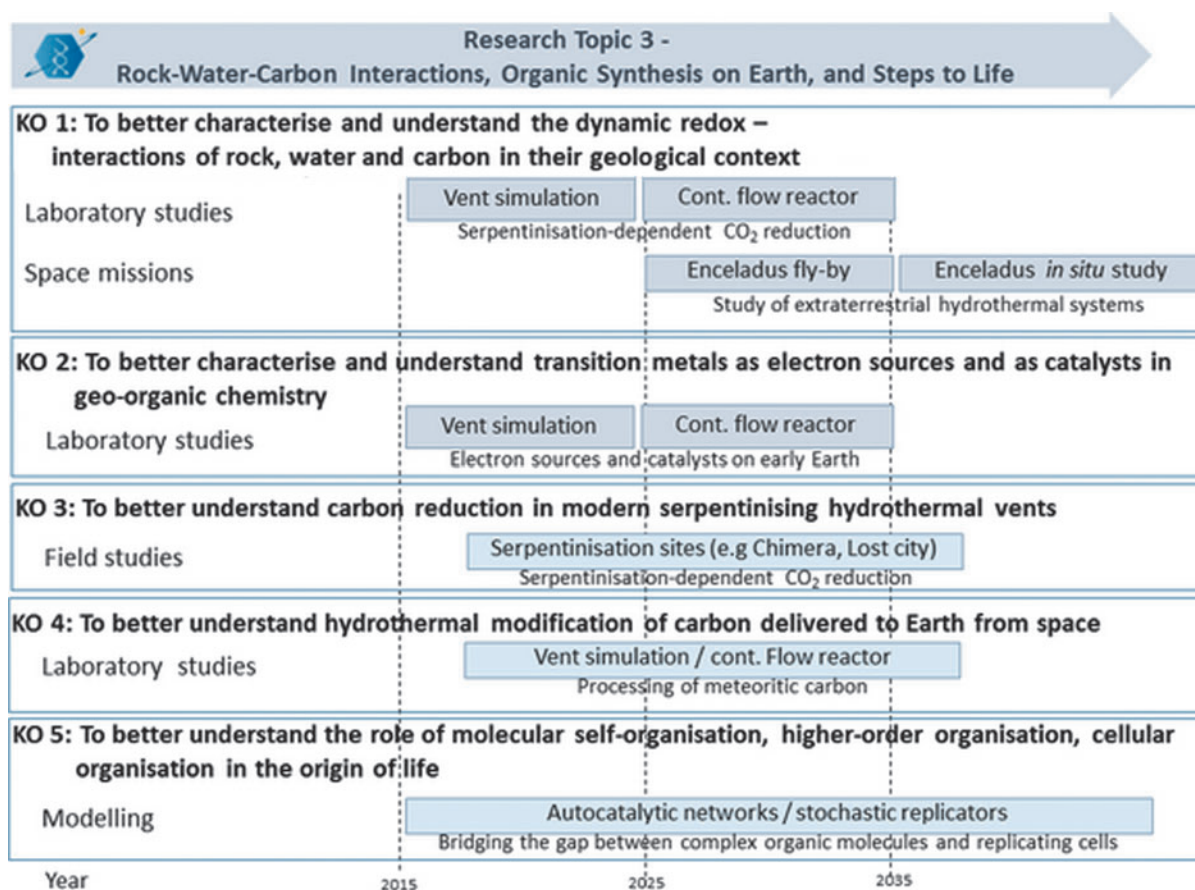 Research Topic 3 -
Rock-Water-Carbon Interactions, Organic Synthesis on Earth, and Steps to Life
KO 1: To better characterise and understand the dynamic redox –
interactions of rock, water and carbon in their geological context
Laboratory studies
Vent simulation
Cont. flow reactor
Serpentinisation-dependent CO₂ reduction
Space missions
Enceladus fly-by
Enceladus in situ study
Study of extraterrestrial hydrothermal systems
KO 2: To better characterise and understand transition metals as electron sources and as catalysts in
geo-organic chemistry
Laboratory studies
Vent simulation
Cont. flow reactor
Electron sources and catalysts on early Earth
KO 3: To better understand carbon reduction in modern serpentinising hydrothermal vents
Field studies
Serpentinisation sites (e.g Chimera, Lost city)
Serpentinisation-dependent CO₂ reduction
KO 4: To better understand hydrothermal modification of carbon delivered to Earth from space
Laboratory studies
Vent simulation / cont. Flow reactor
Processing of meteoritic carbon
KO 5: To better understand the role of molecular self-organisation, higher-order organisation, cellular
organisation in the origin of life
Modelling
Autocatalytic networks / stochastic replicators
Bridging the gap between complex organic molecules and replicating cells
Year
2015
2025
2035